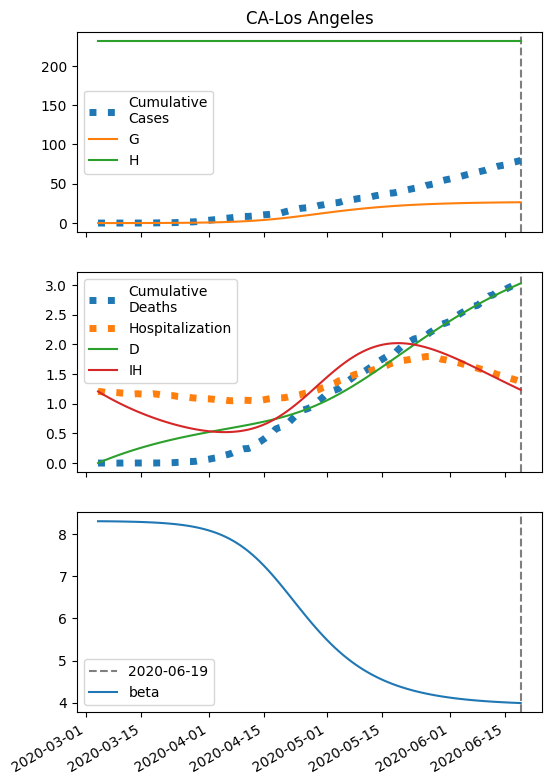 CA-Los Angeles
200
150
100
50
0
Cumulative
Cases
G
H
3.0
2.5
2.0
1.5
1.0
0.5
0.0
Cumulative
Deaths
Hospitalization
D
IH
8
7
6
5
4
2020-06-19
beta
2020-03-01
2020-03-15
2020-04-01
2020-04-15
2020-05-01
2020-05-15
2020-06-01
2020-06-15